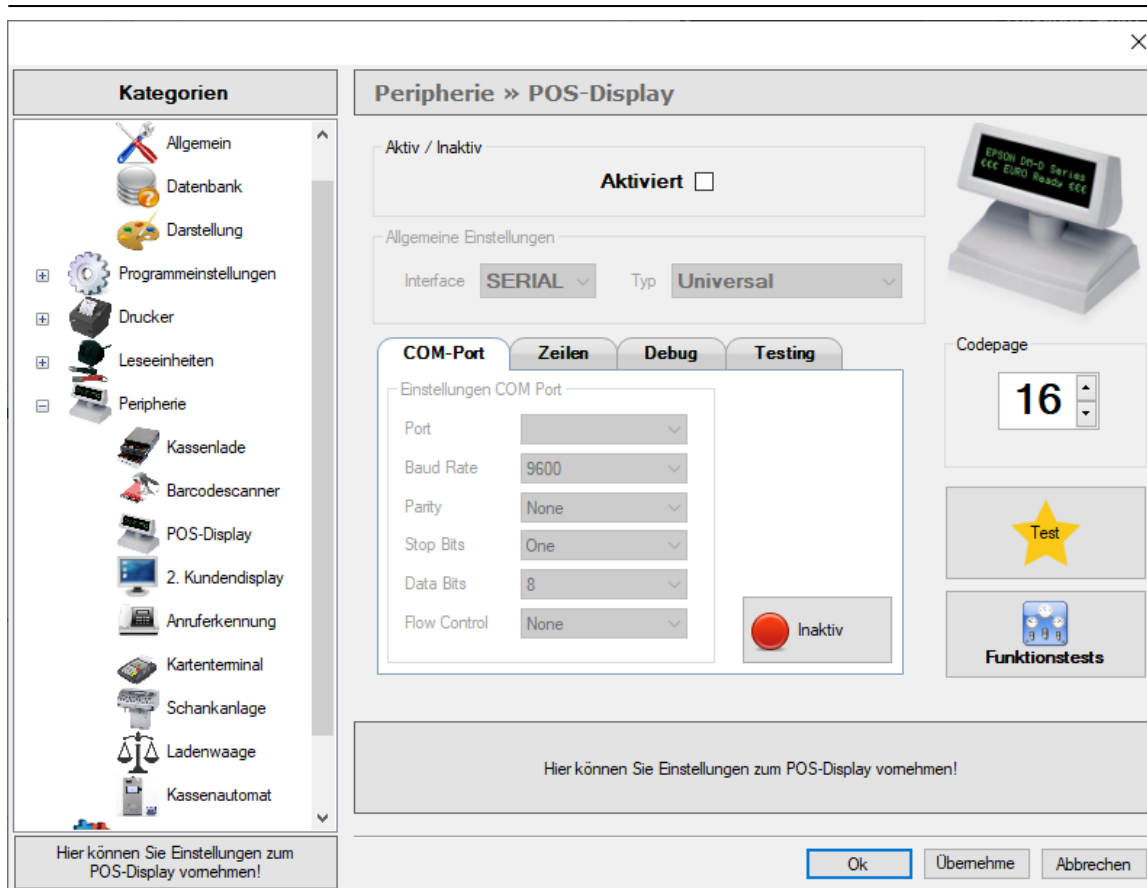 Kategorien
Allgemein
Datenbank
Darstellung
Programmeinstellungen
Drucker
Leseeinheiten
Peripherie
Kassenlade
Barcodescanner
POS-Display
2. Kundendisplay
Anruferkennung
Kartenterminal
Schankanlage
Ladenwaage
Kassenautomat
Hier können Sie Einstellungen zum
POS-Display vornehmen!
Peripherie » POS-Display
Aktiv / Inaktiv
Aktiviert
Allgemeine Einstellungen
Interface SERIAL Typ Universal
EPSON DM-D Series
€€€ EURO Ready €€€
COM-Port Zeilen Debug Testing
Einstellungen COM Port
Port
Baud Rate 9600
Parity None
Stop Bits One
Data Bits 8
Flow Control None
Inaktiv
Codepage
16
Test
Funktionstests
Hier können Sie Einstellungen zum POS-Display vornehmen!
Ok Übernehme Abbrechen